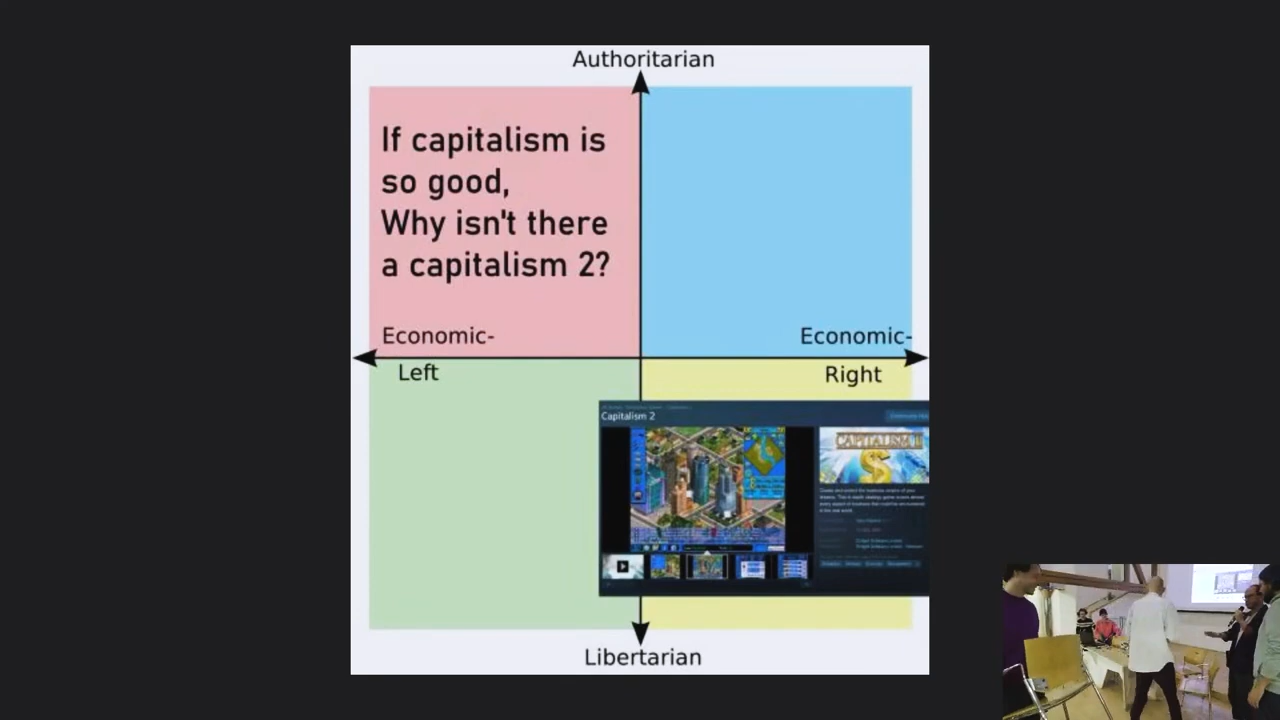 Authoritarian
If capitalism is
so good,
Why isn't there
a capitalism 2?
Economic-
Left
Economic-
Right
Capitalism 2
CAPITALISM II
Libertarian